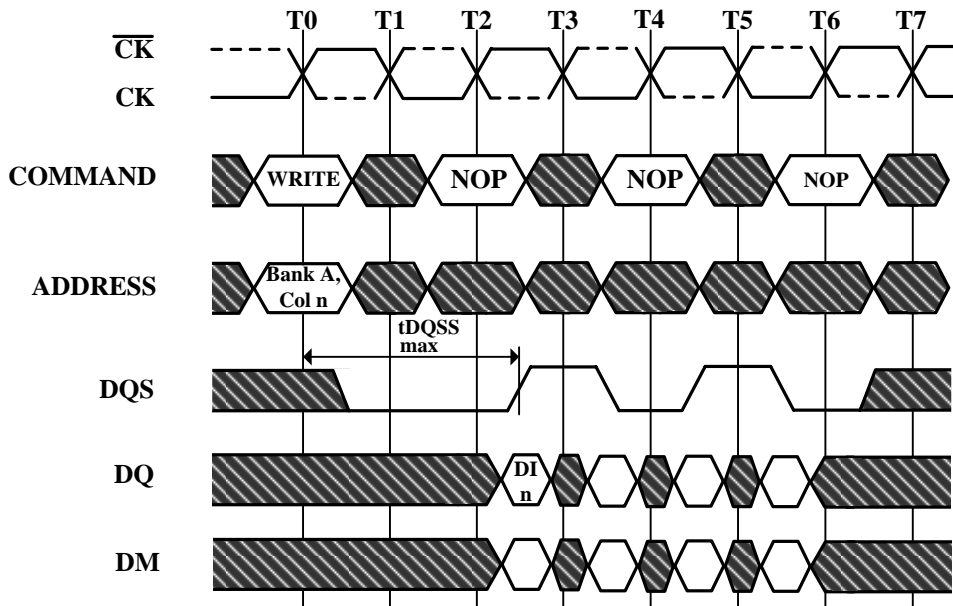 T0 T1 T2 T3 T4 T5 T6 T7
CK
CK
COMMAND
WRITE NOP NOP NOP
ADDRESS
Bank A,
Col n
tDQSS
max
DQS
DQ
DI
n
DM